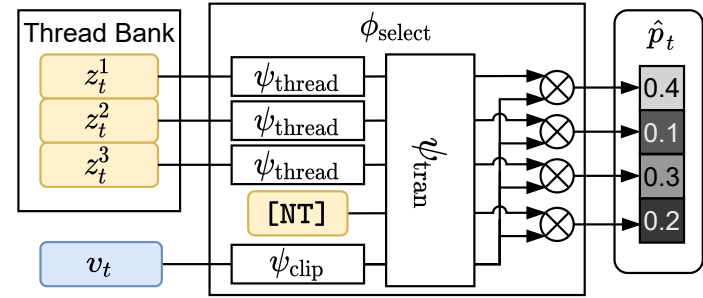 Thread Bank
z_t^1
z_t^2
z_t^3
v_t
ϕ_select
ψ_thread
ψ_thread
ψ_thread
[NT]
ψ_clip
ψ_tran
p̂_t
0.4
0.1
0.3
0.2